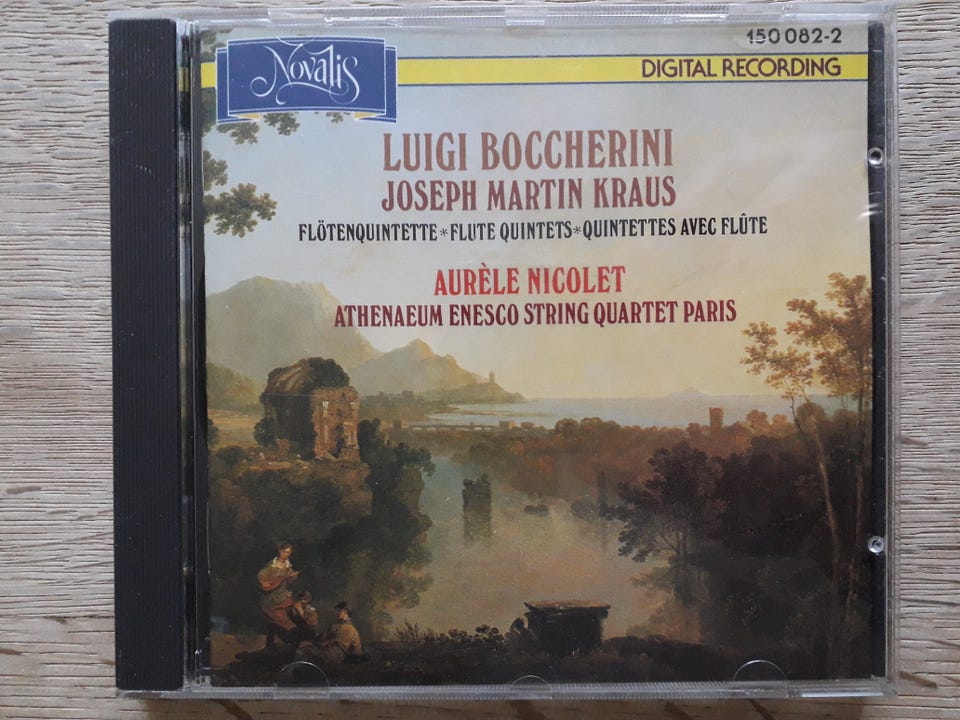 150 082-2
Novalis
DIGITAL RECORDING
LUIGI BOCCHERINI
JOSEPH MARTIN KRAUS
FLÖTENQUINTETTE*FLUTE QUINTETS*QUINTETTES AVEC FLÛTE
AURÈLE NICOLET
ATHENAEUM ENESCO STRING QUARTET PARIS